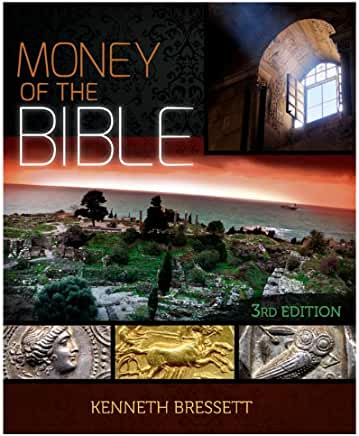 MONEY
OF THE
BIBLE
3RD EDITION
KENNETH BRESSETT